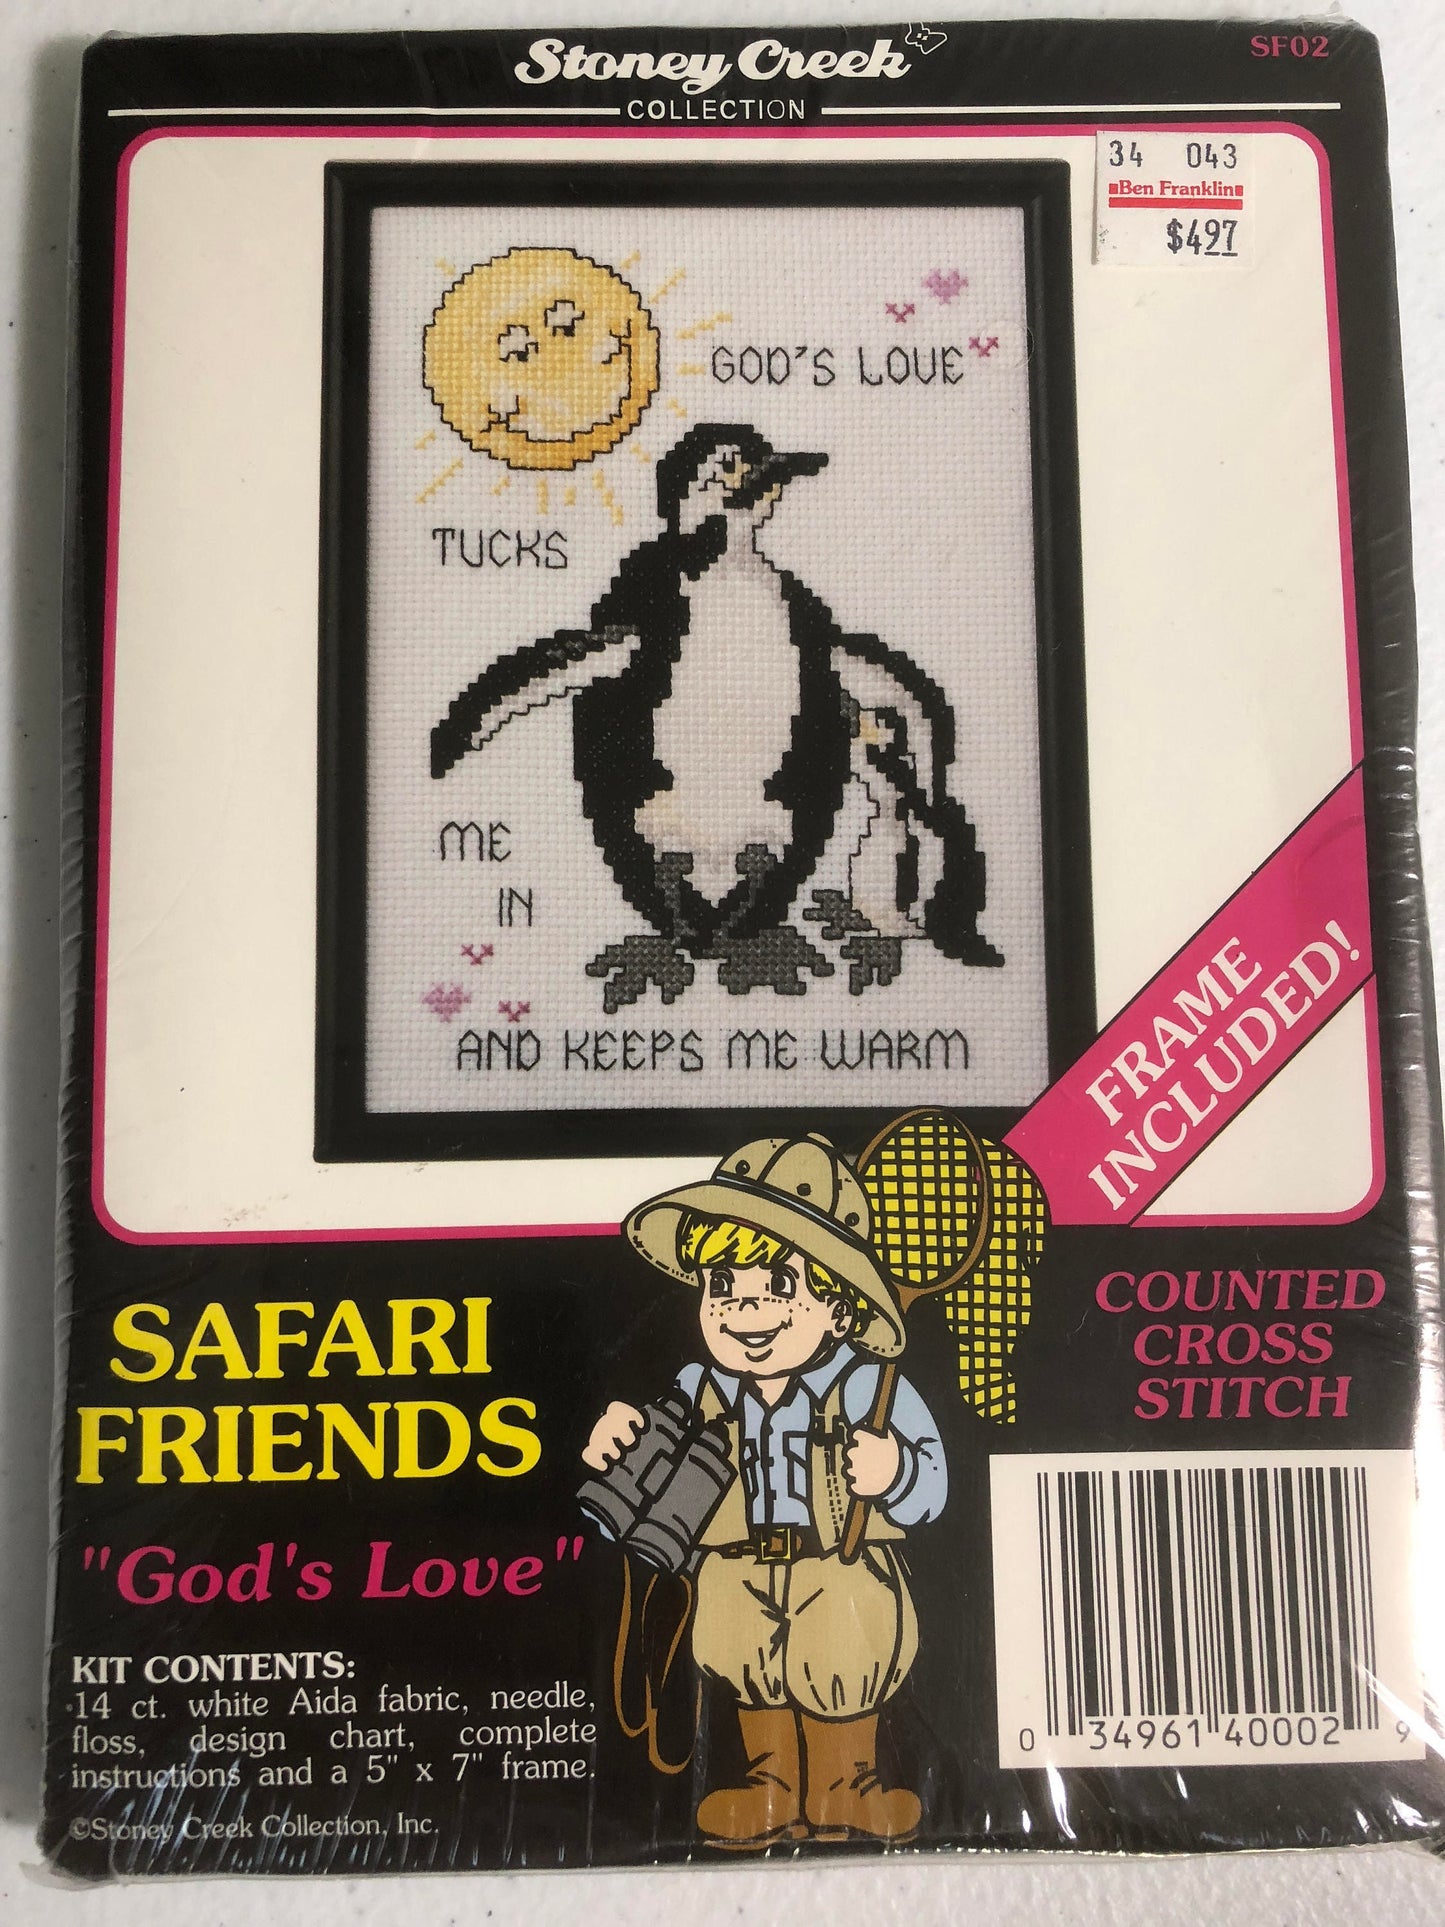 Stoney Creek
COLLECTION
SF02
34 043
Ben Franklin
$497
GOD'S LOVE
TUCKS
ME
IN
AND KEEPS ME WARM
FRAME
INCLUDED!
SAFARI
FRIENDS
"God's Love"
COUNTED
CROSS
STITCH
KIT CONTENTS:
14 ct. white Aida fabric, needle,
floss, design chart, complete
instructions and a 5" x 7" frame.
©Stoney Creek Collection, Inc.
0 34961 40002 9